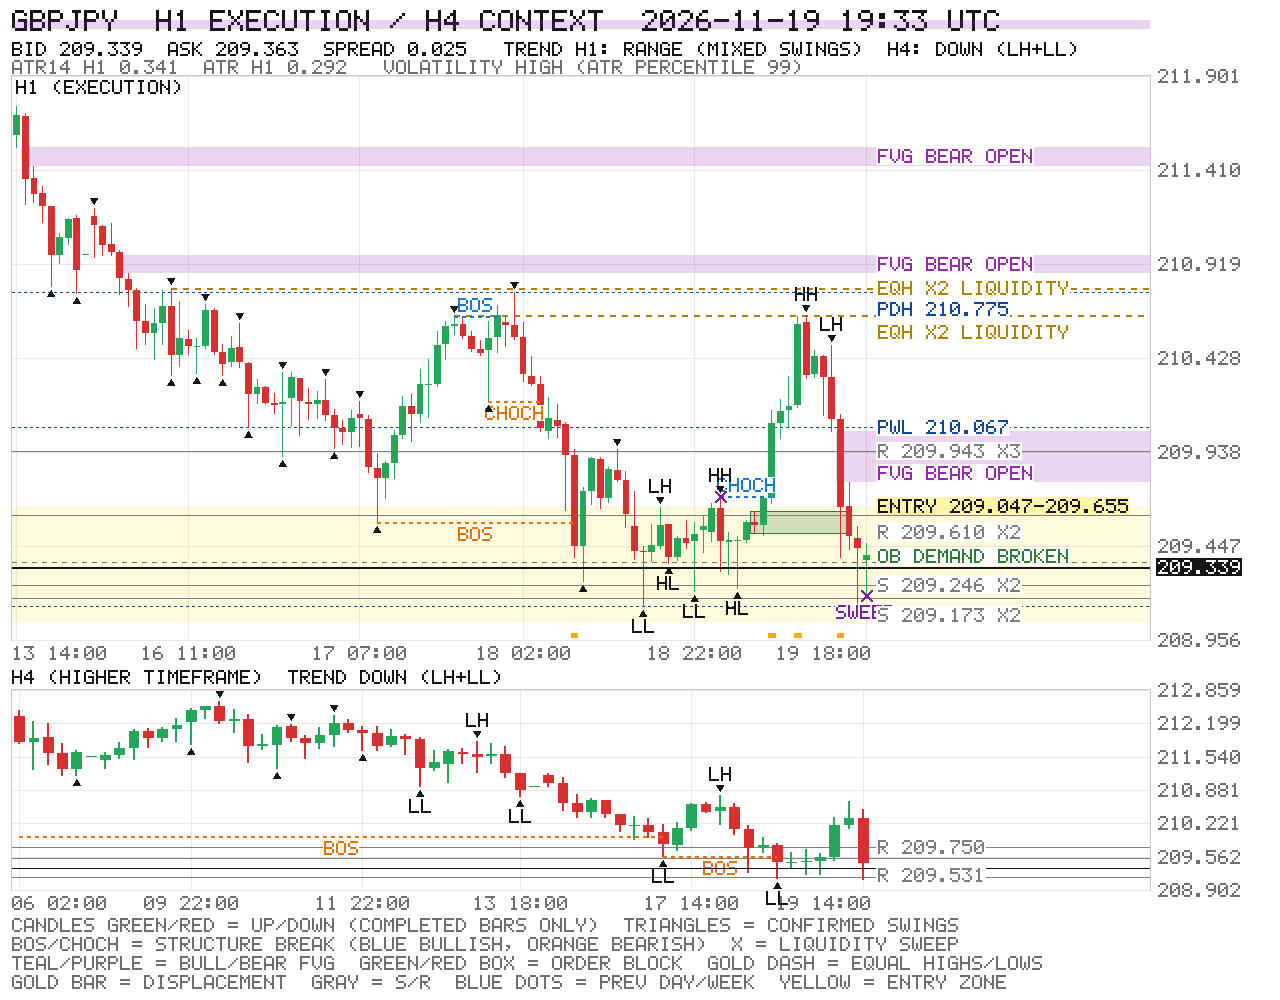 GBPJPY  H1 EXECUTION / H4 CONTEXT  2026-11-19 19:33 UTC
BID 209.339  ASK 209.363  SPREAD 0.025  TREND H1: RANGE (MIXED SWINGS)  H4: DOWN (LH+LL)
ATR14 H1 0.341  ATR H1 0.292  VOLATILITY HIGH (ATR PERCENTILE 99)
H1 (EXECUTION)
211.901
FVG BEAR OPEN
211.410
FVG BEAR OPEN
210.919
EQH X2 LIQUIDITY
HH
BOS
PDH 210.775
LH
EQH X2 LIQUIDITY
210.428
CHOCH
PWL 210.067
R 209.943 X3
209.938
FVG BEAR OPEN
HH
LH
CHOCH
ENTRY 209.047-209.655
BOS
R 209.610 X2
209.447
OB DEMAND BROKEN
209.339
HL
S 209.246 X2
LL
HL
S 209.173 X2
LL
208.956
13 14:00  16 11:00  17 07:00  18 02:00  18 22:00  19 18:00
H4 (HIGHER TIMEFRAME)  TREND DOWN (LH+LL)
212.859
LH
212.199
211.540
LH
210.881
LL
LL
210.221
BOS
R 209.750
209.562
BOS
LL
R 209.531
208.902
LL
06 02:00  09 22:00  11 22:00  13 18:00  17 14:00  19 14:00
CANDLES GREEN/RED = UP/DOWN (COMPLETED BARS ONLY)  TRIANGLES = CONFIRMED SWINGS
BOS/CHOCH = STRUCTURE BREAK (BLUE BULLISH, ORANGE BEARISH)  X = LIQUIDITY SWEEP
TEAL/PURPLE = BULL/BEAR FVG  GREEN/RED BOX = ORDER BLOCK  GOLD DASH = EQUAL HIGHS/LOWS
GOLD BAR = DISPLACEMENT  GRAY = S/R  BLUE DOTS = PREV DAY/WEEK  YELLOW = ENTRY ZONE